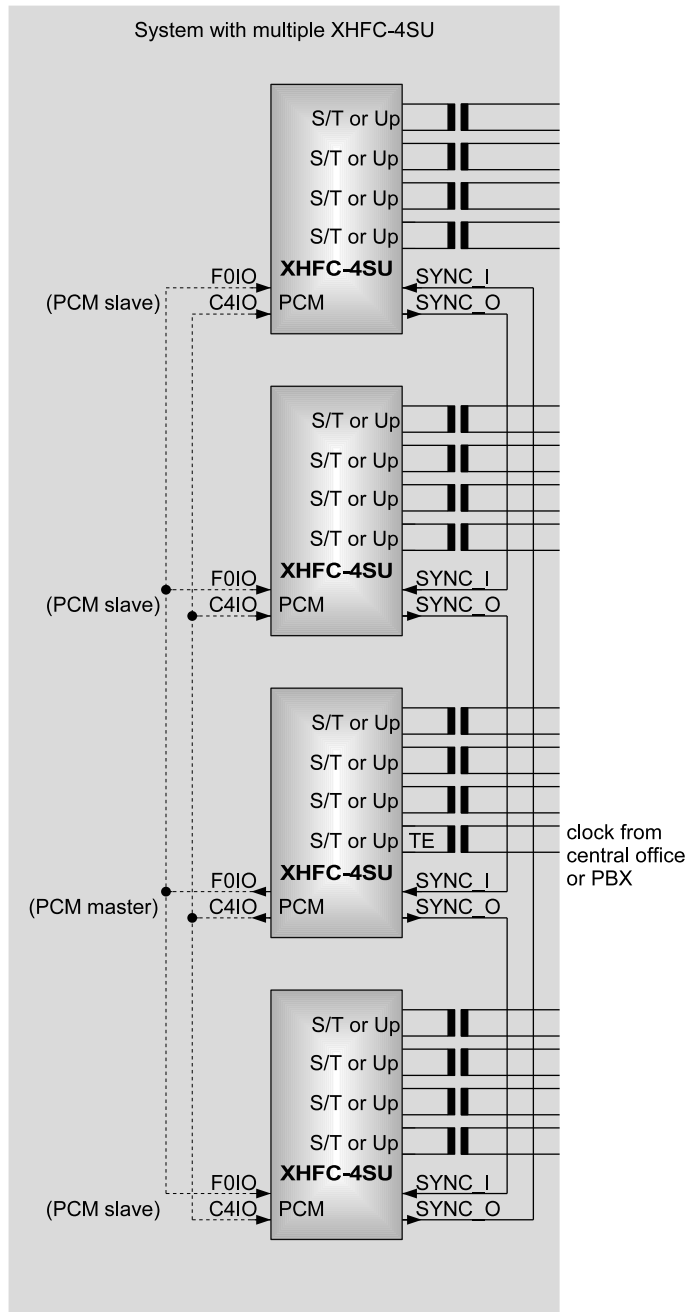 System with multiple XHFC-4SU
S/T or Up
S/T or Up
S/T or Up
S/T or Up
XHFC-4SU
F0IO
SYNC_I
(PCM slave)
C4IO
PCM
SYNC_O
S/T or Up
S/T or Up
S/T or Up
S/T or Up
XHFC-4SU
F0IO
SYNC_I
(PCM slave)
C4IO
PCM
SYNC_O
S/T or Up
S/T or Up
S/T or Up
S/T or Up
TE
clock from
central office
or PBX
XHFC-4SU
F0IO
SYNC_I
(PCM master)
C4IO
PCM
SYNC_O
S/T or Up
S/T or Up
S/T or Up
S/T or Up
XHFC-4SU
F0IO
SYNC_I
(PCM slave)
C4IO
PCM
SYNC_O